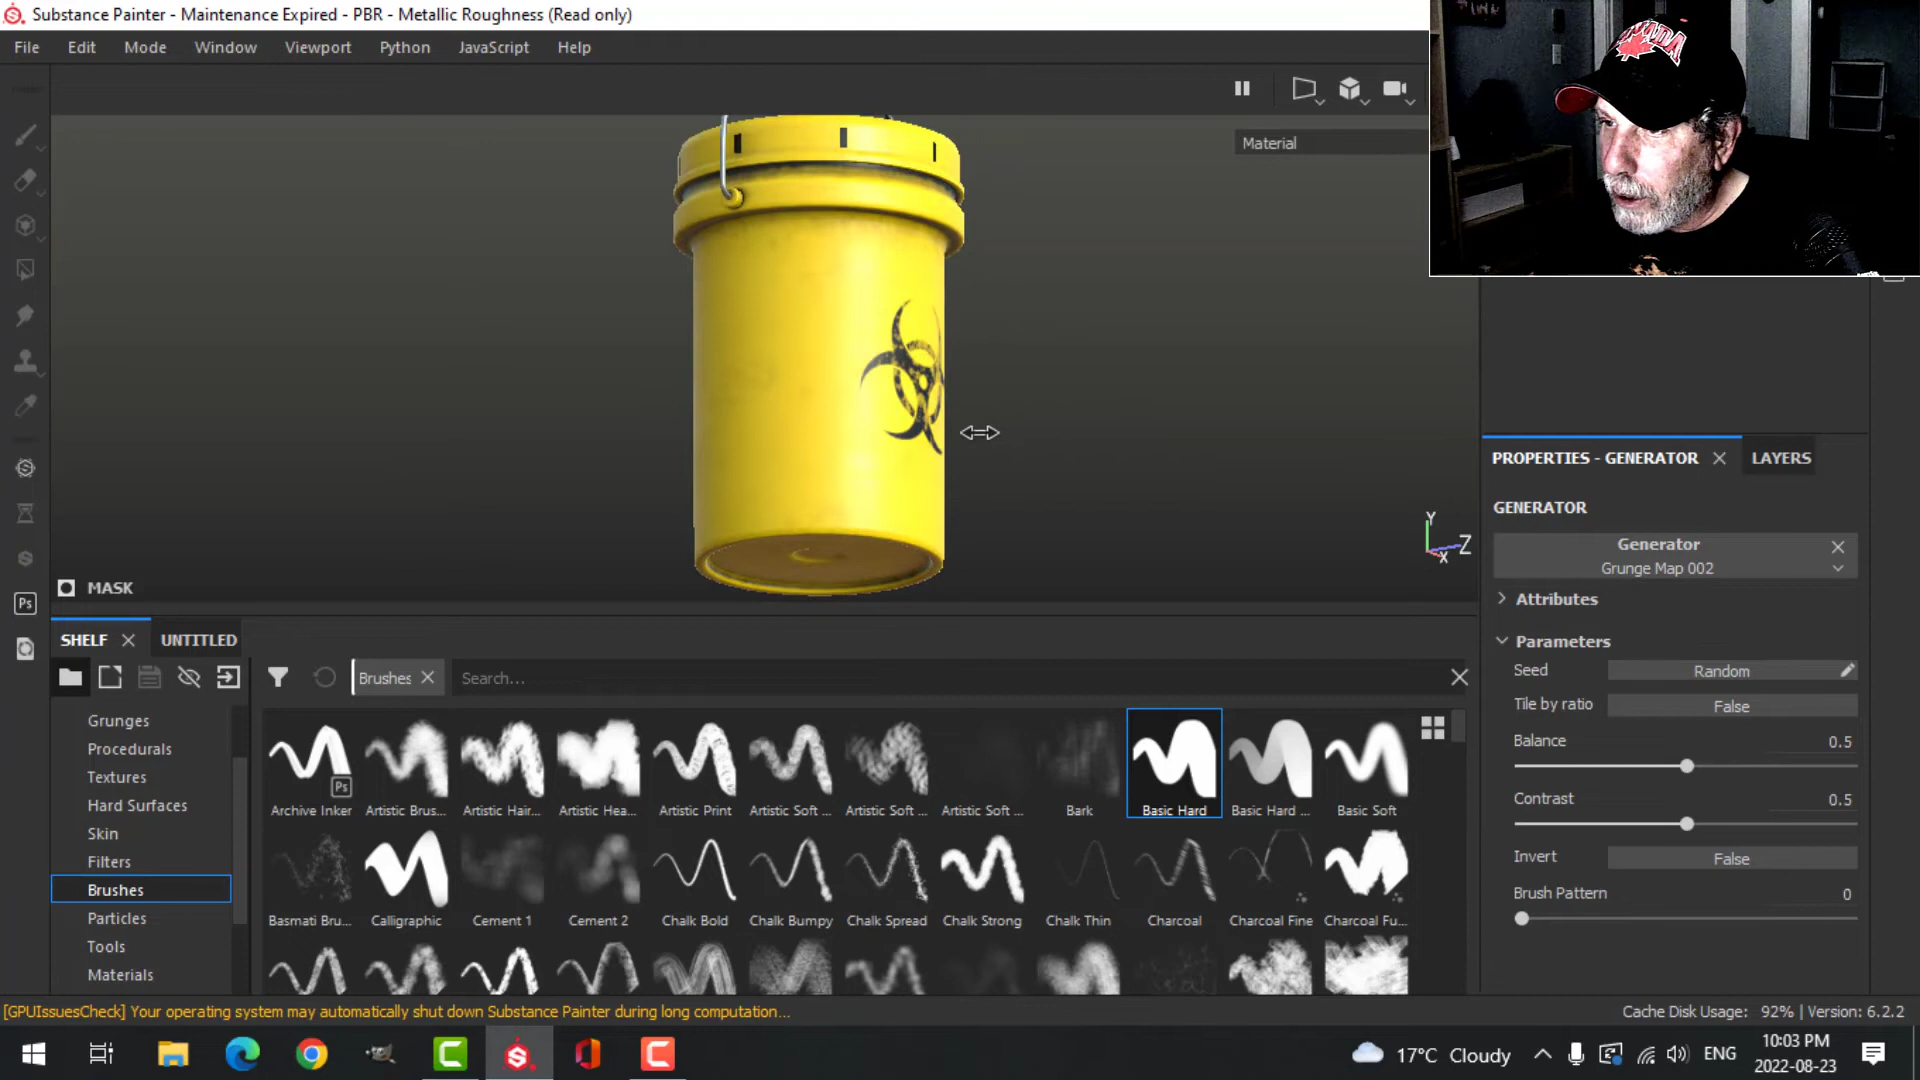 Substance Painter - Maintenance Expired - PBR - Metallic Roughness (Read only)
File Edit Mode Window Viewport Python JavaScript Help
Material
CANADA
Y
Z
X
MASK
PROPERTIES - GENERATOR
LAYERS
GENERATOR
Generator
Grunge Map 002
Attributes
Parameters
Seed Random
Tile by ratio False
Balance 0.5
Contrast 0.5
Invert False
Brush Pattern 0
Ps
SHELF
UNTITLED
Brushes
Search...
Grunges
Procedurals
Textures
Hard Surfaces
Skin
Filters
Brushes
Particles
Tools
Materials
Ps
Archive Inker Artistic Brus... Artistic Hair... Artistic Hea... Artistic Print Artistic Soft ... Artistic Soft ... Artistic Soft ... Bark Basic Hard Basic Hard ... Basic Soft
Basmati Bru... Calligraphic Cement 1 Cement 2 Chalk Bold Chalk Bumpy Chalk Spread Chalk Strong Chalk Thin Charcoal Charcoal Fine Charcoal Fu...
[GPUIssuesCheck] Your operating system may automatically shut down Substance Painter during long computation...
Cache Disk Usage: 92% | Version: 6.2.2
17°C Cloudy
ENG
10:03 PM
2022-08-23